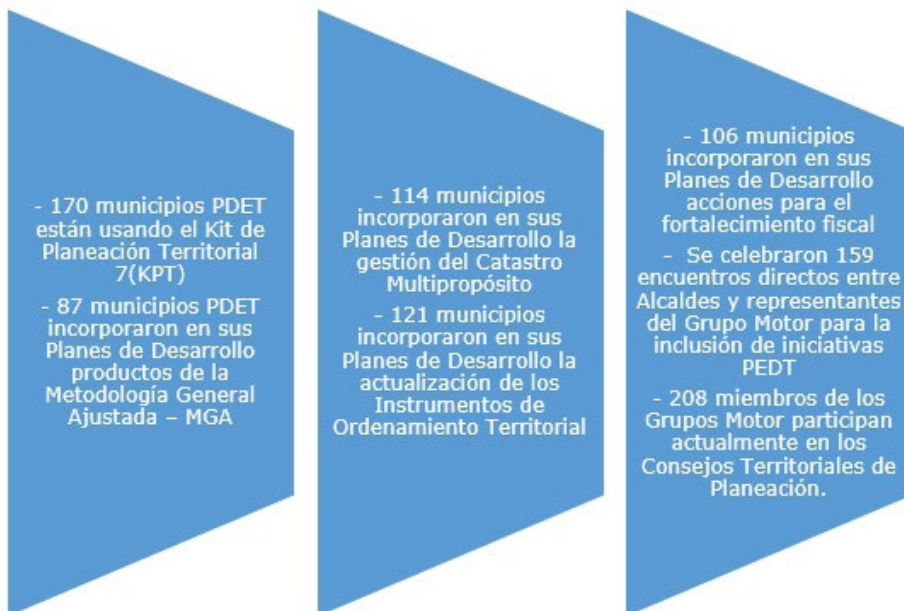 - 170 municipios PDET
están usando el Kit de
Planeación Territorial
7(KPT)
- 87 municipios PDET
incorporaron en sus
Planes de Desarrollo
productos de la
Metodología General
Ajustada – MGA
- 114 municipios
incorporaron en sus
Planes de Desarrollo la
gestión del Catastro
Multipropósito
- 121 municipios
incorporaron en sus
Planes de Desarrollo la
actualización de los
Instrumentos de
Ordenamiento Territorial
- 106 municipios
incorporaron en sus
Planes de Desarrollo
acciones para el
fortalecimiento fiscal
- Se celebraron 159
encuentros directos entre
Alcaldes y representantes
del Grupo Motor para la
inclusión de iniciativas
PEDT
- 208 miembros de los
Grupos Motor participan
actualmente en los
Consejos Territoriales de
Planeación.